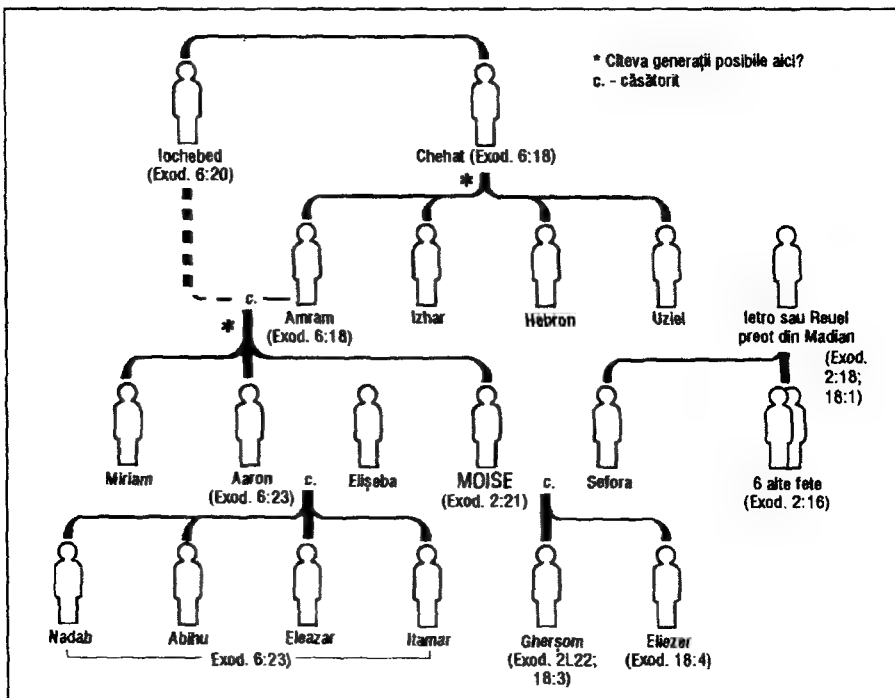 * Cîteva generații posibile aici?
c. - căsătorit
Iochebed
(Exod. 6:20)
Chehat (Exod. 6:18)
*
c.
Amram
(Exod. 6:18)
Izhar
Hebron
Uziel
Ietro sau Reuel
preot din Madian
(Exod.
2:18;
18:1)
*
Miriam
Aaron
(Exod. 6:23)
c.
Elișeba
MOISE
(Exod. 2:21)
c.
Sefora
6 alte fete
(Exod. 2:16)
Nadab
Abihu
Eleazar
Itamar
Exod. 6:23)
Gherșom
(Exod. 2L22;
18:3)
Eliezer
(Exod. 18:4)